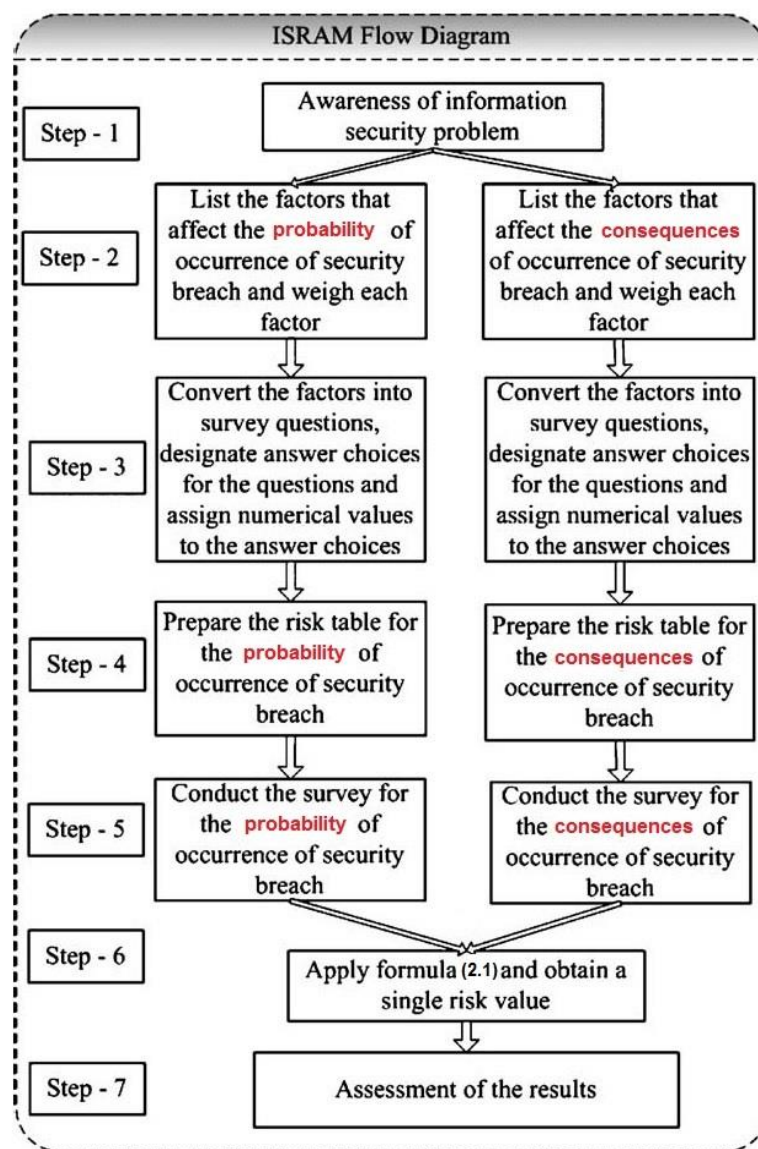 ISRAM Flow Diagram
Step - 1
Awareness of information
security problem
Step - 2
List the factors that
affect the probability of
occurrence of security
breach and weigh each
factor
List the factors that
affect the consequences
of occurrence of security
breach and weigh each
factor
Step - 3
Convert the factors into
survey questions,
designate answer choices
for the questions and
assign numerical values
to the answer choices
Convert the factors into
survey questions,
designate answer choices
for the questions and
assign numerical values
to the answer choices
Step - 4
Prepare the risk table for
the probability of
occurrence of security
breach
Prepare the risk table for
the consequences of
occurrence of security
breach
Step - 5
Conduct the survey for
the probability of
occurrence of security
breach
Conduct the survey for
the consequences of
occurrence of security
breach
Step - 6
Apply formula (2.1) and obtain a
single risk value
Step - 7
Assessment of the results